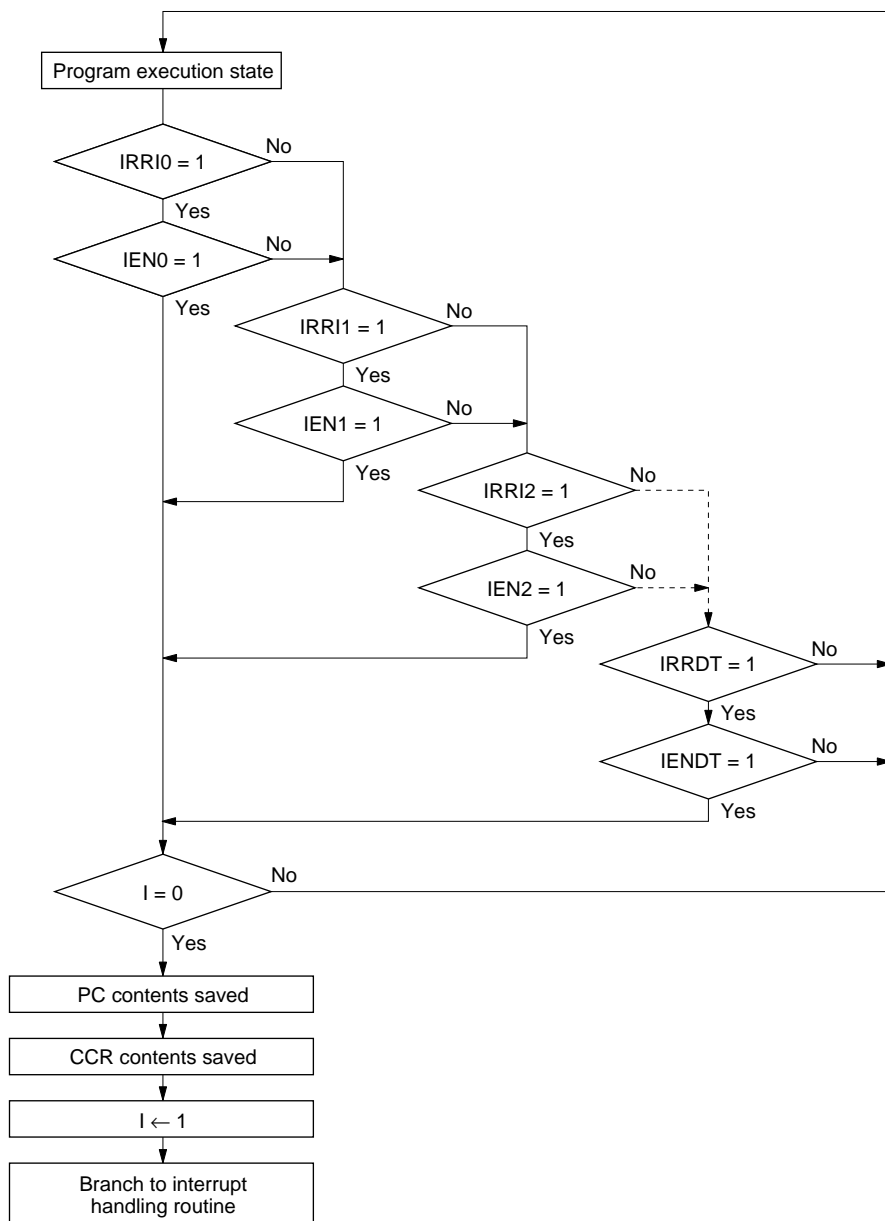 Program execution state
IRRI0 = 1
No
Yes
IEN0 = 1
No
Yes
IRRI1 = 1
No
Yes
IEN1 = 1
No
Yes
IRRI2 = 1
No
Yes
IEN2 = 1
No
Yes
IRRDT = 1
No
Yes
IENDT = 1
No
Yes
I = 0
No
Yes
PC contents saved
CCR contents saved
I ← 1
Branch to interrupt
handling routine